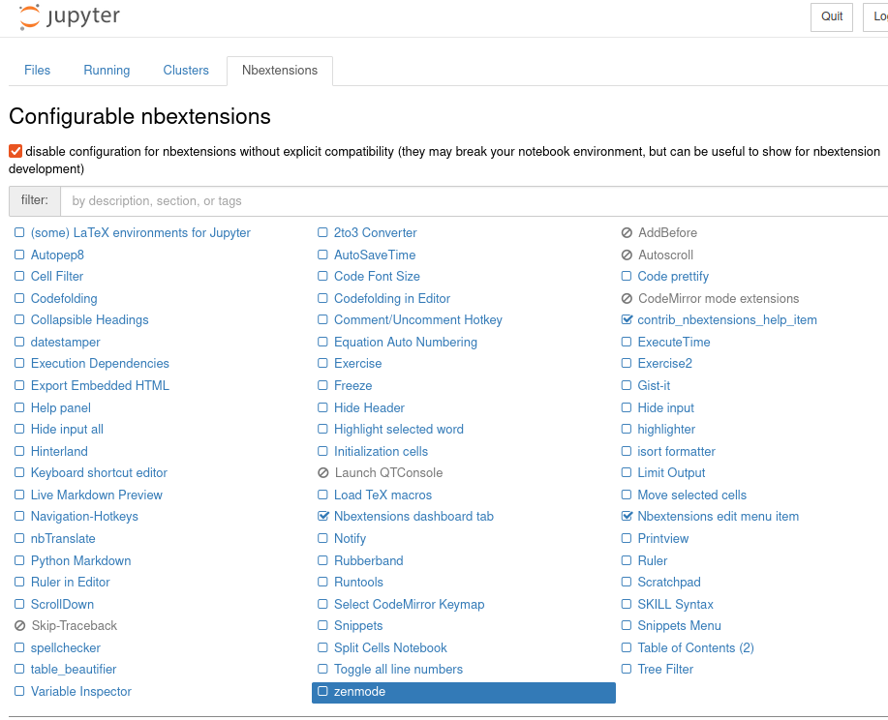 jupyter
Quit
Files Running Clusters Nbextensions
Configurable nbextensions
disable configuration for nbextensions without explicit compatibility (they may break your notebook environment, but can be useful to show for nbextension
development)
filter: by description, section, or tags
(some) LaTeX environments for Jupyter 2to3 Converter AddBefore
Autopep8 AutoSaveTime Autoscroll
Cell Filter Code Font Size Code prettify
Codefolding Codefolding in Editor CodeMirror mode extensions
Collapsible Headings Comment/Uncomment Hotkey contrib_nbextensions_help_item
datestamper Equation Auto Numbering ExecuteTime
Execution Dependencies Exercise Exercise2
Export Embedded HTML Freeze Gist-it
Help panel Hide Header Hide input
Hide input all Highlight selected word highlighter
Hinterland Initialization cells isort formatter
Keyboard shortcut editor Launch QTConsole Limit Output
Live Markdown Preview Load TeX macros Move selected cells
Navigation-Hotkeys Nbextensions dashboard tab Nbextensions edit menu item
nbTranslate Notify Printview
Python Markdown Rubberband Ruler
Ruler in Editor Runtools Scratchpad
ScrollDown Select CodeMirror Keymap SKILL Syntax
Skip-Traceback Snippets Snippets Menu
spellchecker Split Cells Notebook Table of Contents (2)
table_beautifier Toggle all line numbers Tree Filter
Variable Inspector zenmode